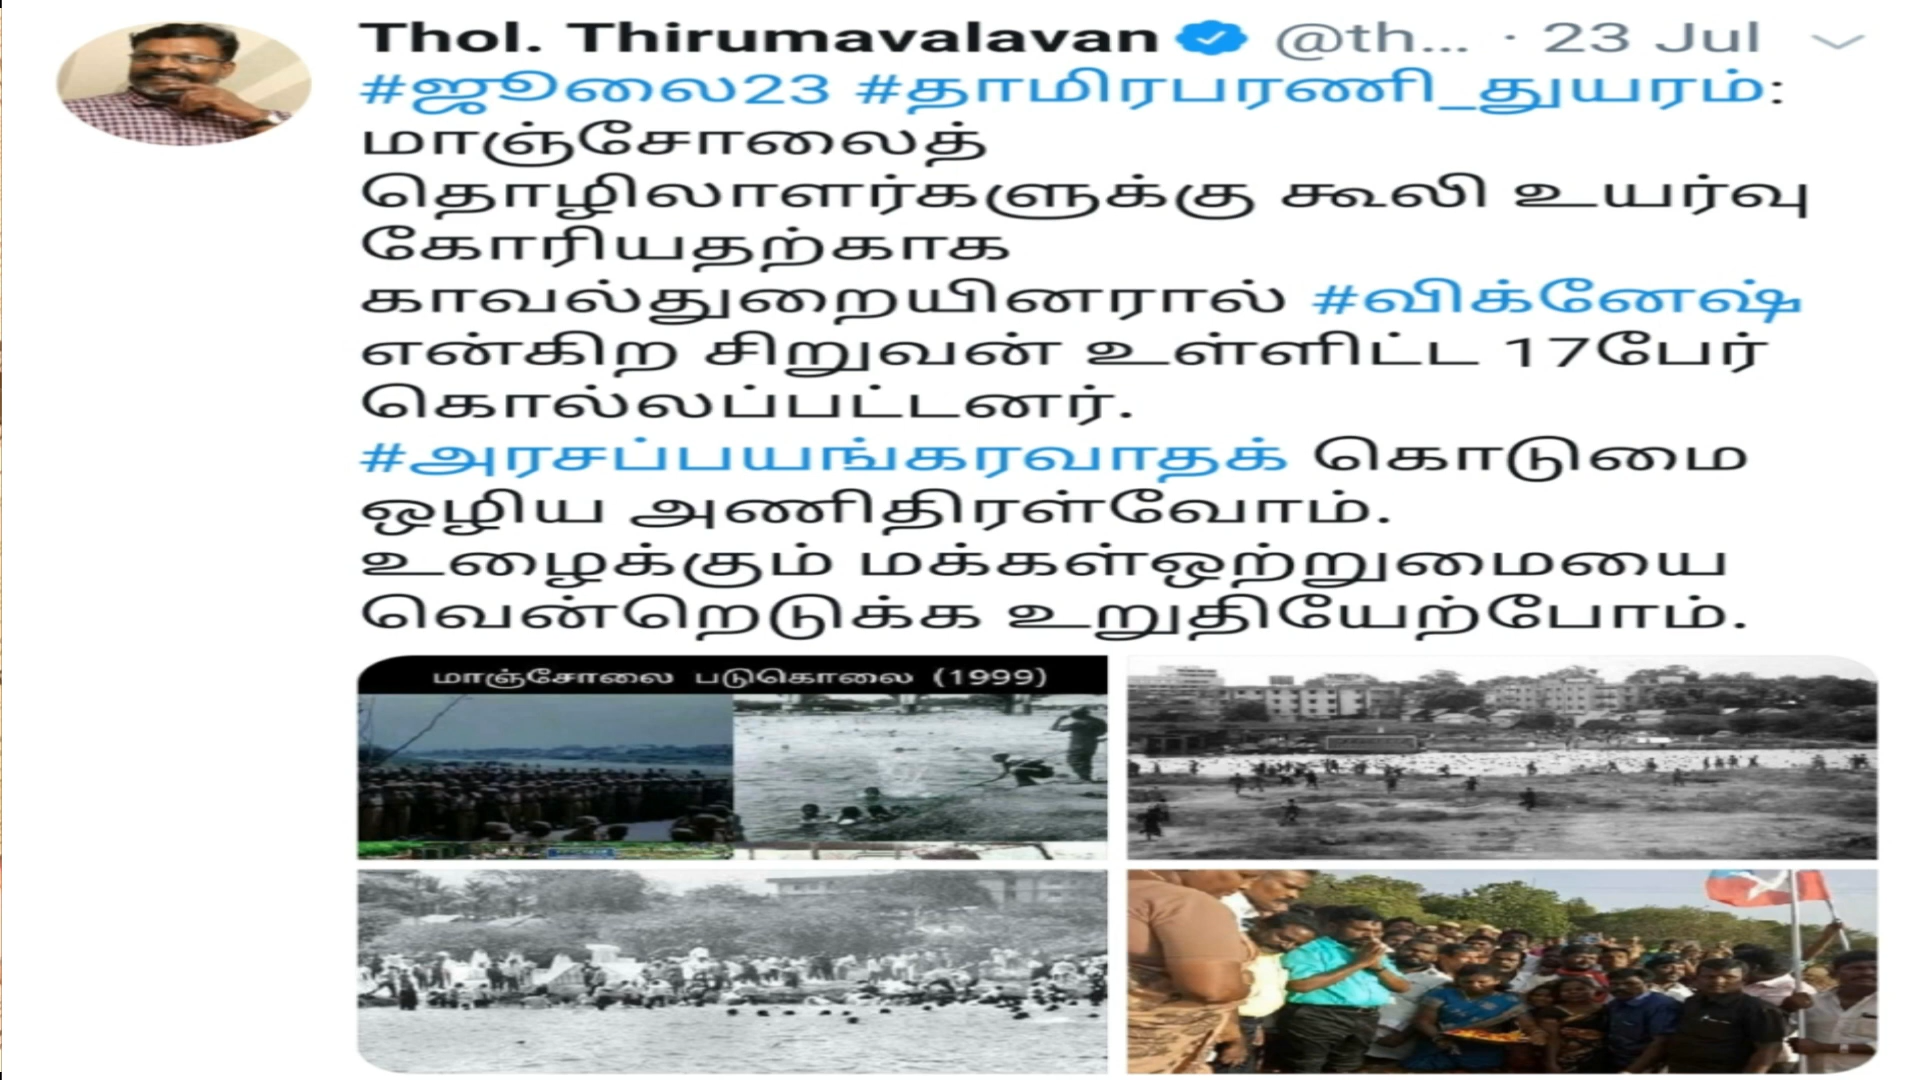 Thol. Thirumavalavan @th... · 23 Jul
#ஜூலை23 #தாமிரபரணி_துயரம்:
மாஞ்சோலைத்
தொழிலாளர்களுக்கு கூலி உயர்வு
கோரியதற்காக
காவல்துறையினரால் #விக்னேஷ்
என்கிற சிறுவன் உள்ளிட்ட 17பேர்
கொல்லப்பட்டனர்.
#அரசப்பயங்கரவாதக் கொடுமை
ஒழிய அணிதிரள்வோம்.
உழைக்கும் மக்கள்ஒற்றுமையை
வென்றெடுக்க உறுதியேற்போம்.
மாஞ்சோலை படுகொலை (1999)